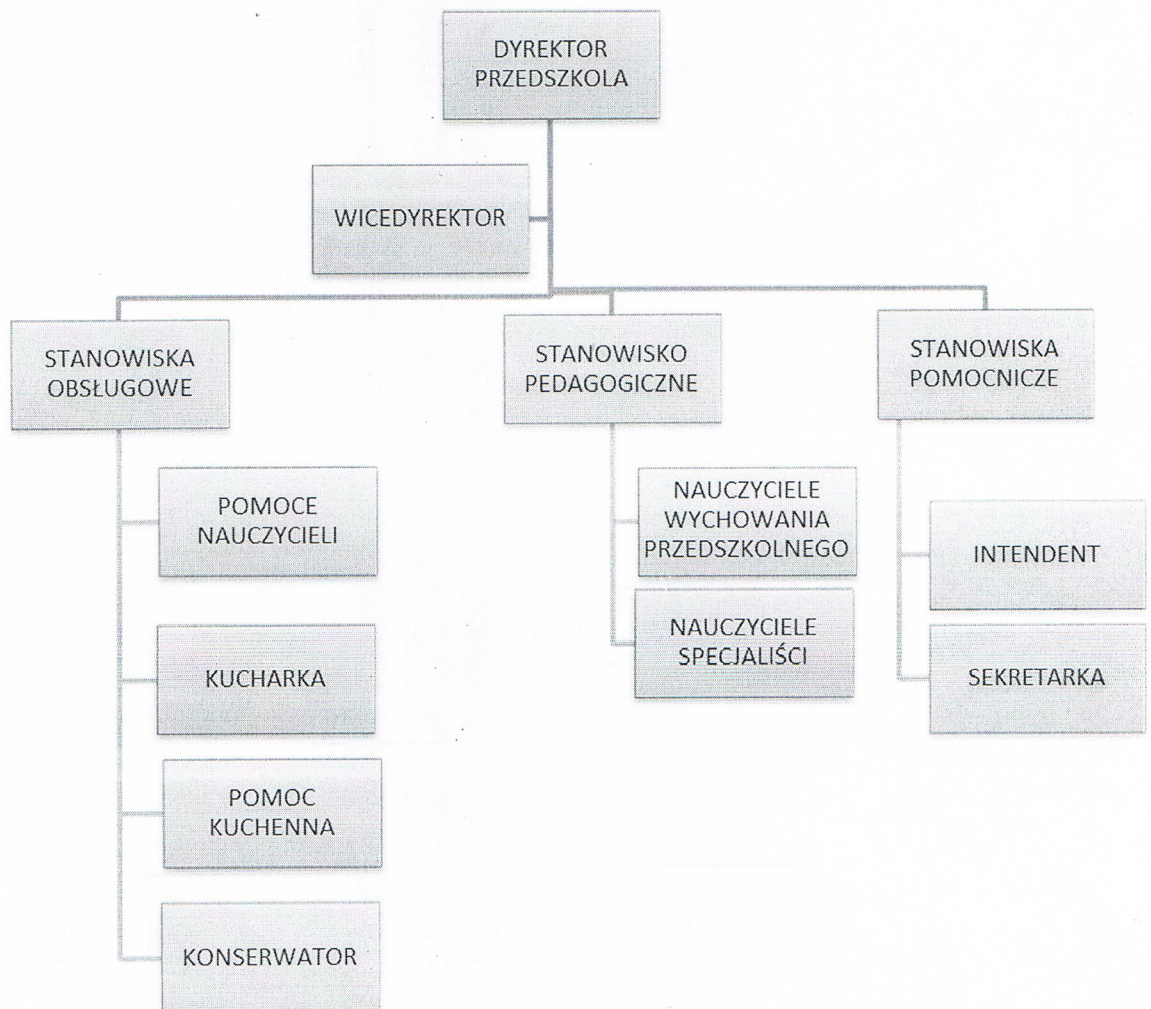 DYREKTOR
PRZEDSZKOLA
WICEDYREKTOR
STANOWISKA
OBSŁUGOWE
POMOCE
NAUCZYCIELI
KUCHARKA
POMOC
KUCHENNA
KONSERWATOR
STANOWISKO
PEDAGOGICZNE
NAUCZYCIELE
WYCHOWANIA
PRZEDSZKOLNEGO
NAUCZYCIELE
SPECJALIŚCI
STANOWISKA
POMOCNICZE
INTENDENT
SEKRETARKA